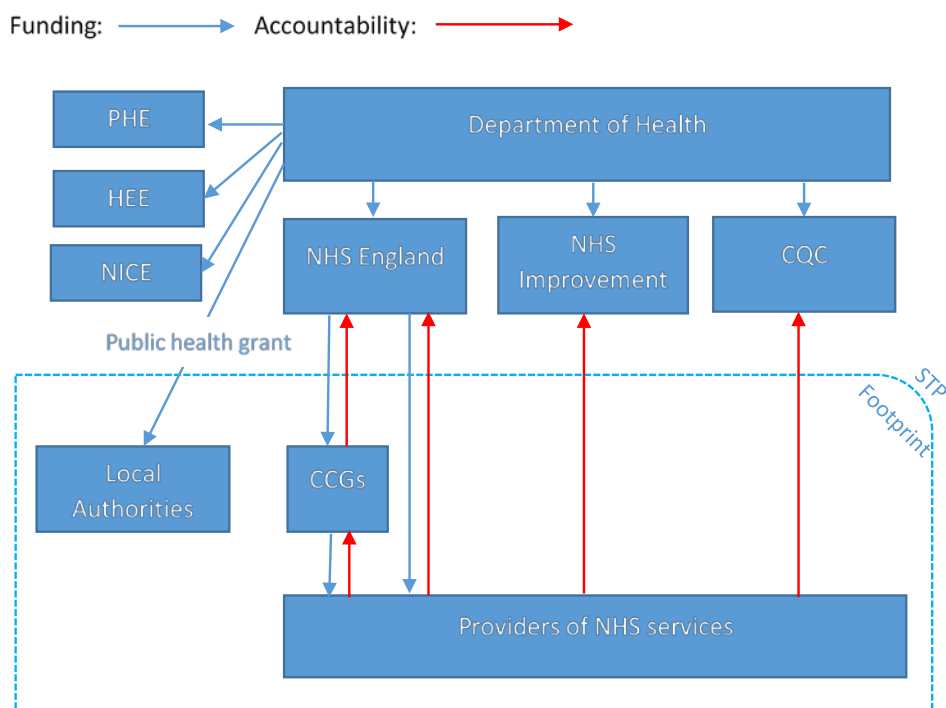 Funding: Accountability:
PHE
Department of Health
HEE
NICE
NHS England
NHS
Improvement
CQC
Public health grant
STP
Footprint
Local
Authorities
CCGs
Providers of NHS services